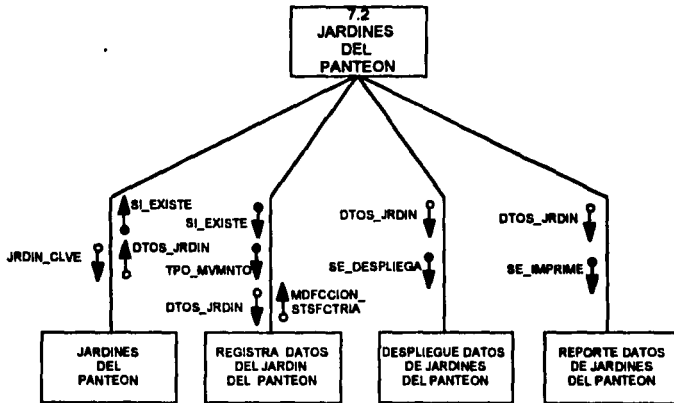 7.2
JARDINES
DEL
PANTEON
SI_EXISTE
JRDIN_CLVE
DTOS_JRDIN
SI_EXISTE
TPO_MVMNTO
DTOS_JRDIN
MDFCCION_
STSFCTRIA
DTOS_JRDIN
SE_DESPLIEGA
DTOS_JRDIN
SE_IMPRIME
JARDINES
DEL
PANTEON
REGISTRA DATOS
DEL JARDIN
DEL PANTEON
DESPLIEGUE DATOS
DE JARDINES
DEL PANTEON
REPORTE DATOS
DE JARDINES
DEL PANTEON